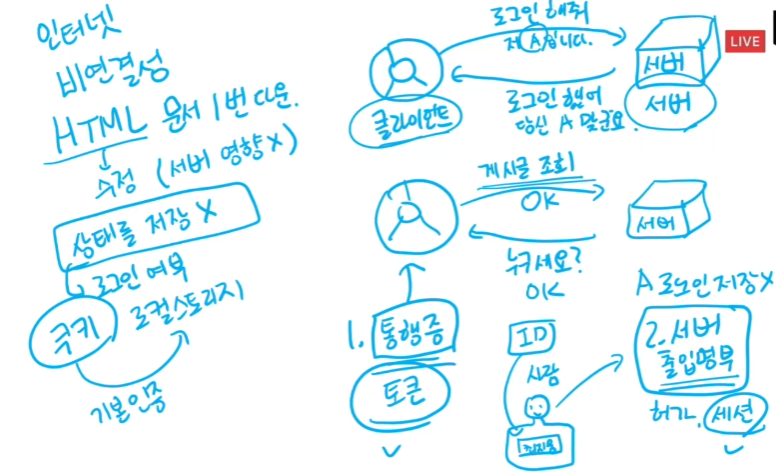 인터넷
비연결성
HTML 문서 1번 다운.
수정 (서버 영향 X)
상태를 저장 X
로그인 여부
쿠키 로컬스토리지
기본인증
로그인 해줘
저 A입니다.
LIVE
서버
서버
클라이언트
로그인 했어
당신 A 맞군요.
게시글 조회
OK
서버
누구세요?
OK
1. 통행증
토큰
ID
사람
A 로그인 저장 X
2. 서버
출입명부
허가. 세션